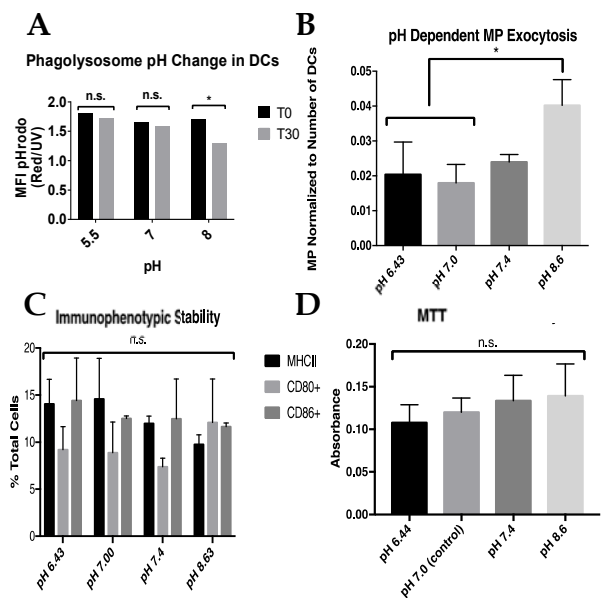 A
Phagolysosome pH Change in DCs
n.s.
n.s.
*
T0
T30
2.0
1.5
1.0
0.5
0.0
MFI pHrodo
(Red/UV)
5.5
7
8
pH
B
pH Dependent MP Exocytosis
*
MP Normalized to Number of DCs
0.05
0.04
0.03
0.02
0.01
0.00
pH 6.43
pH 7.0
pH 7.4
pH 8.6
C
Immunophenotypic Stability
n.s.
MHCII
CD80+
CD86+
% Total Cells
20
15
10
5
0
pH 6.43
pH 7.00
pH 7.4
pH 8.63
D
MTT
n.s.
Absorbance
0.20
0.15
0.10
0.05
0.00
pH 6.44
pH 7.0 (control)
pH 7.4
pH 8.6